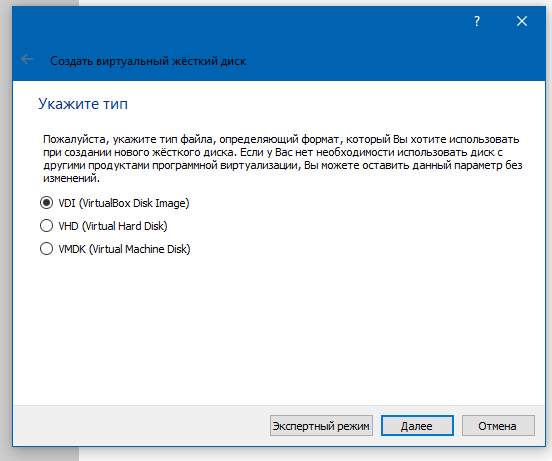 ?
Создать виртуальный жёсткий диск
Укажите тип
Пожалуйста, укажите тип файла, определяющий формат, который Вы хотите использовать
при создании нового жёсткого диска. Если у Вас нет необходимости использовать диск с
другими продуктами программной виртуализации, Вы можете оставить данный параметр без
изменений.
VDI (VirtualBox Disk Image)
VHD (Virtual Hard Disk)
VMDK (Virtual Machine Disk)
Экспертный режим Далее Отмена